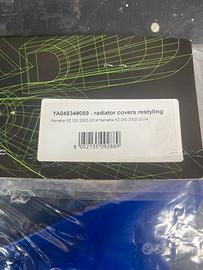 YA04834#089 - radiator covers restyling
Yamaha YZ 125 2002-2014 Yamaha YZ 250 2002-2014
8 052135 092889